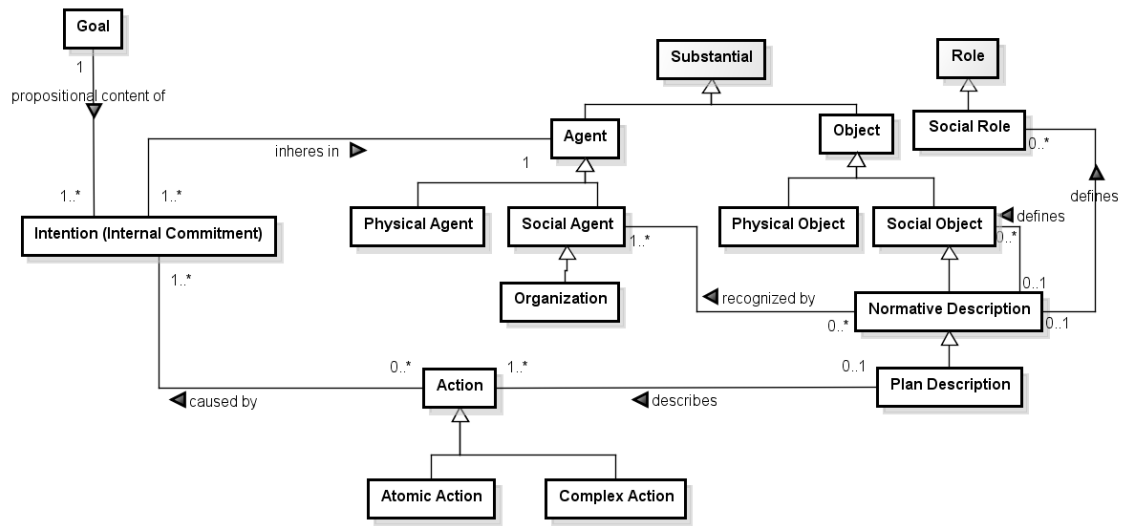 Goal
1
propositional content of
1..*
1..*
Intention (Internal Commitment)
1..*
Substantial
Role
Agent
Object
Social Role
inheres in
1
0..*
defines
Physical Agent
Social Agent
Physical Object
Social Object
defines
1..*
0..*
0..1
Organization
recognized by
Normative Description
0..*
0..1
0..*
Action
1..*
0..1
Plan Description
caused by
describes
Atomic Action
Complex Action